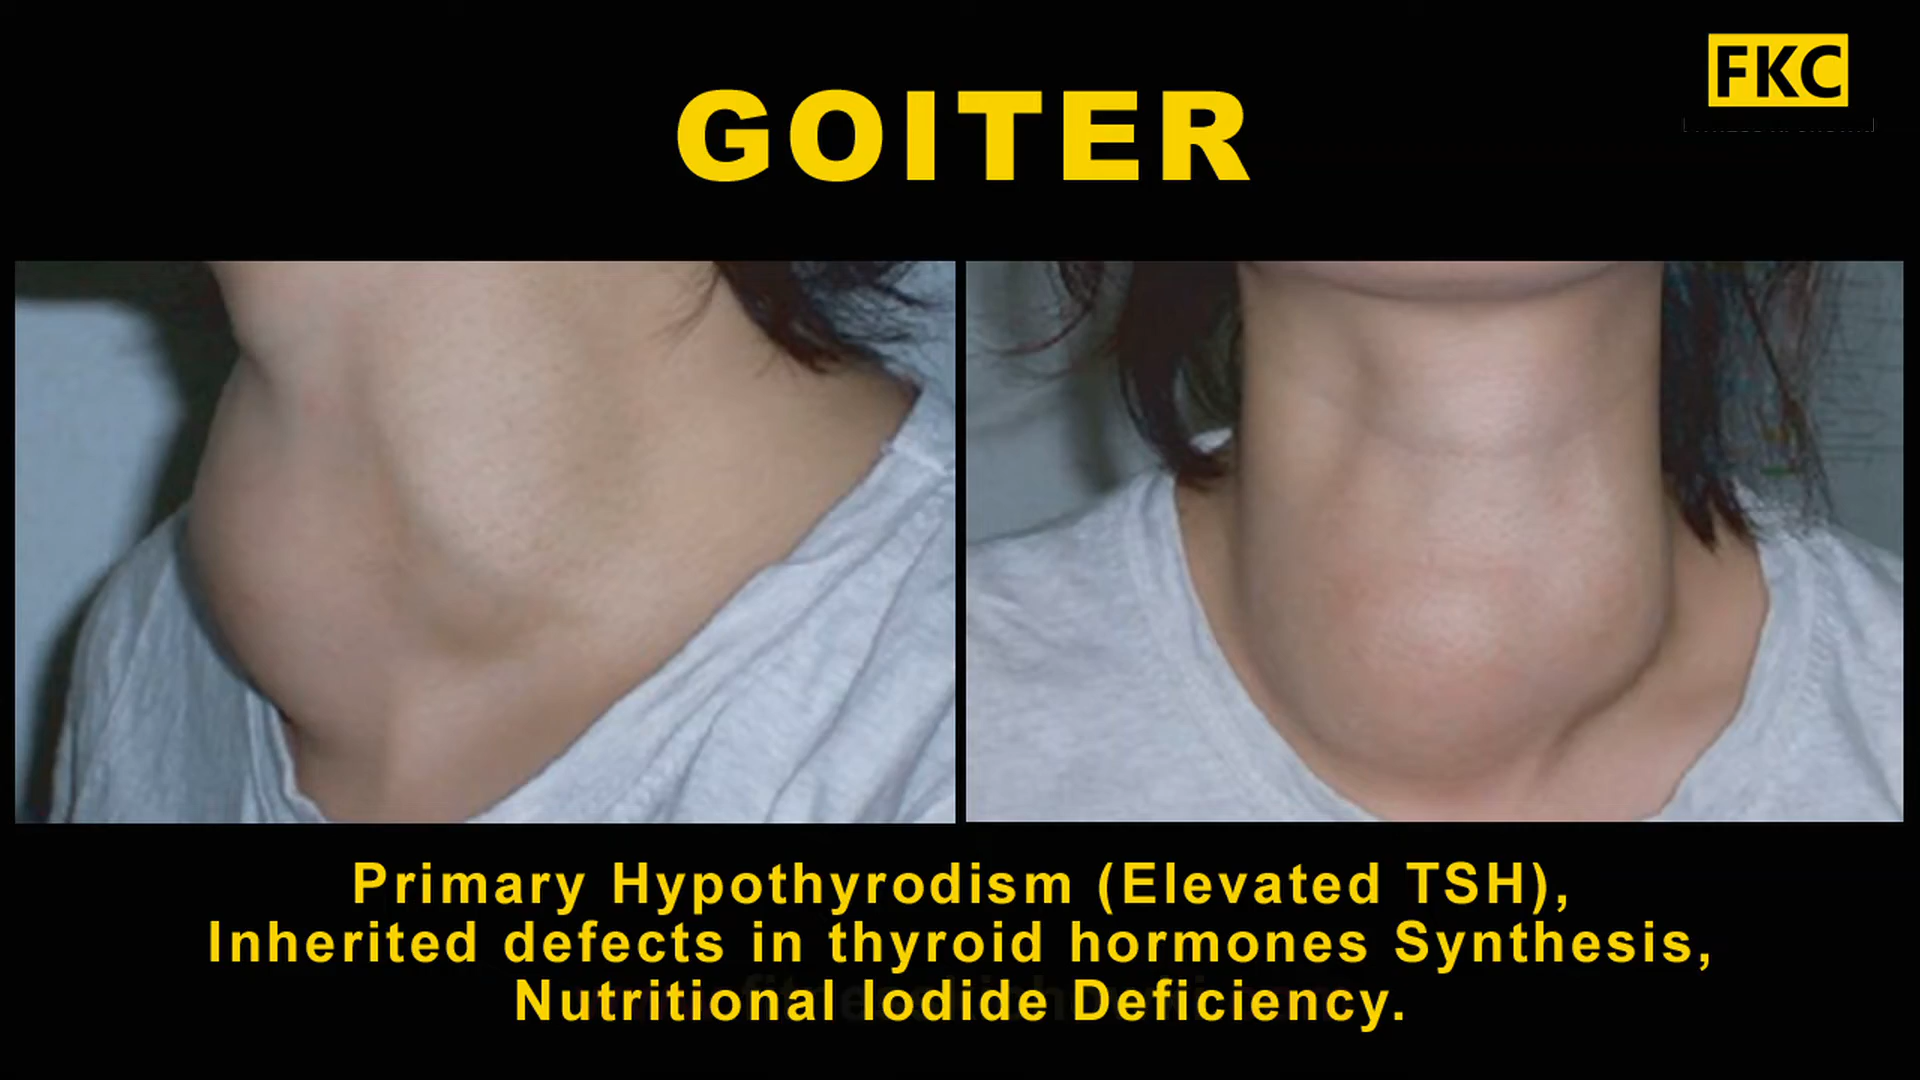 FKC
GOITER
Primary Hypothyrodism (Elevated TSH),
Inherited defects in thyroid hormones Synthesis,
Nutritional Iodide Deficiency.